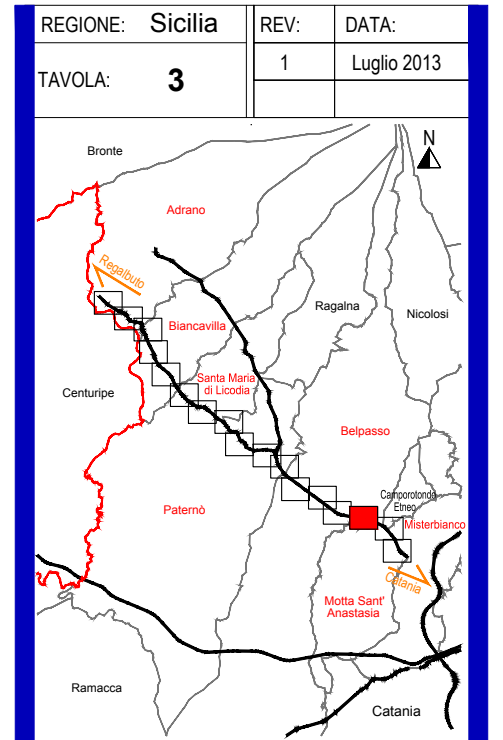 REGIONE: Sicilia
REV:
DATA:
TAVOLA: 3
1
Luglio 2013
N
Bronte
Adrano
Regalbuto
Ragalna
Nicolosi
Biancavilla
Centuripe
Santa Maria
di Licodia
Belpasso
Camporotondo
Etneo
Paternò
Misterbianco
Catania
Motta Sant'
Anastasia
Ramacca
Catania